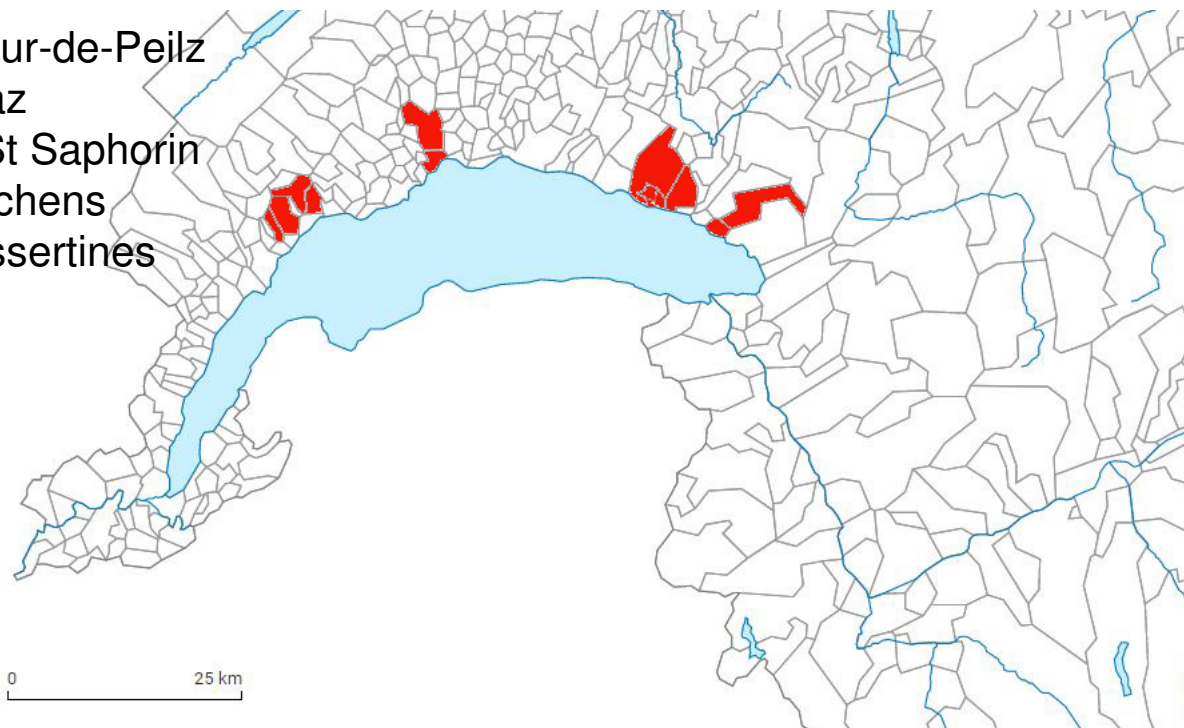 ur-de-Peilz
az
St Saphorin
chens
ssertines
0 25 km